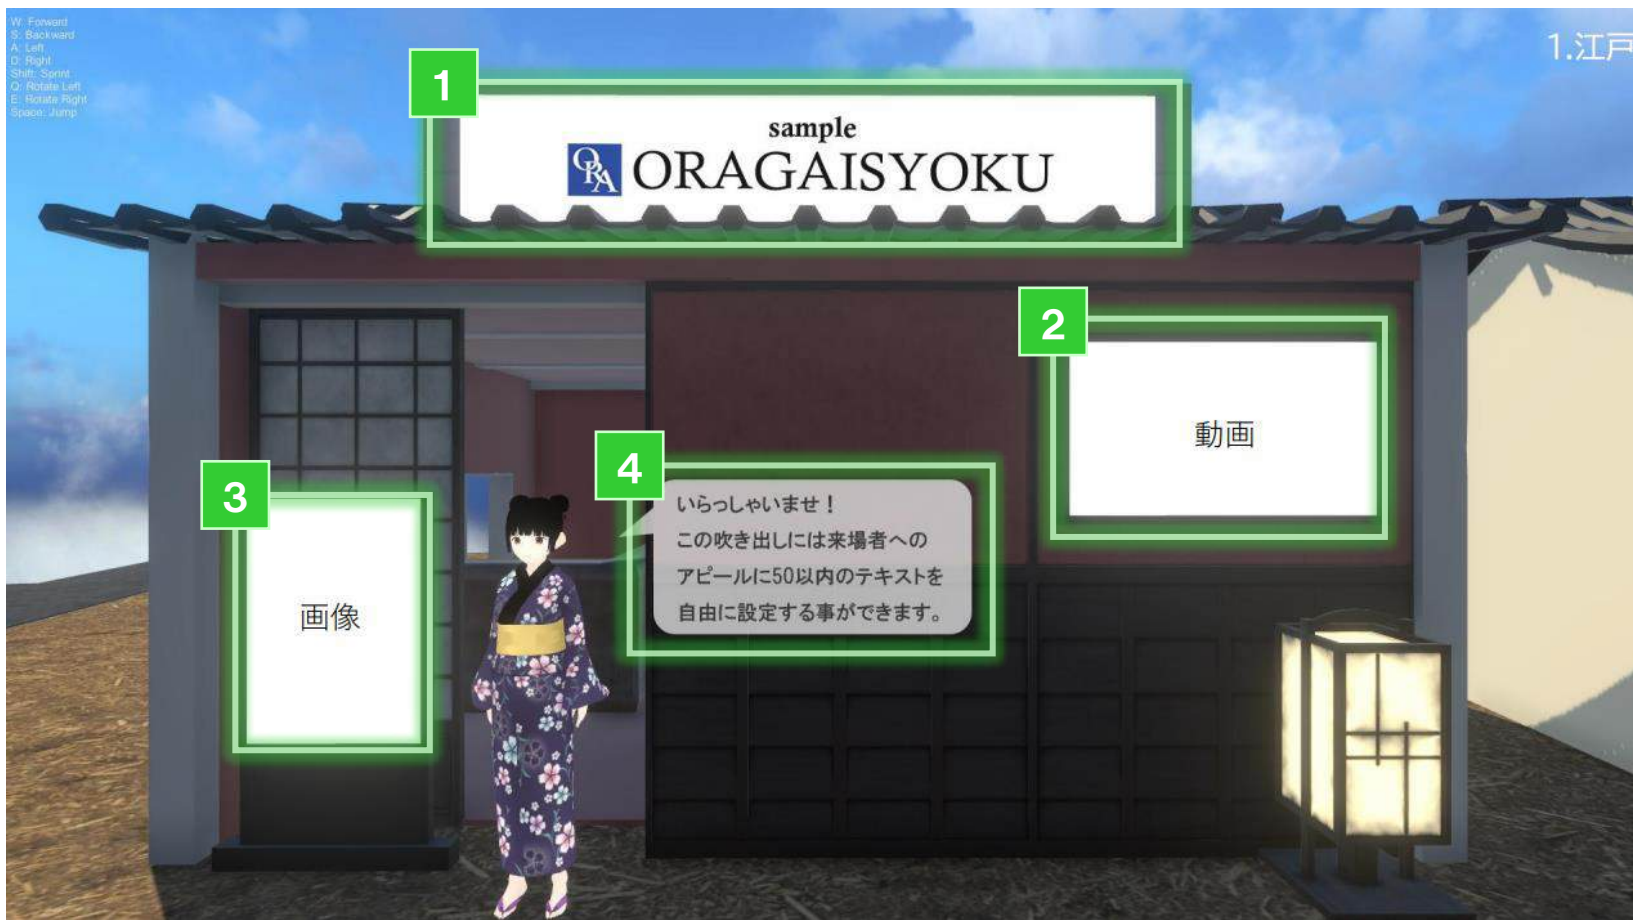 W: Forward
S: Backward
A: Left
D: Right
Shift: Sprint
Q: Rotate Left
E: Rotate Right
Space: Jump
1.江戸
1
sample
ORA ORAGAISYOKU
2
動画
3
画像
4
いらっしゃいませ！
この吹き出しには来場者への
アピールに50以内のテキストを
自由に設定する事ができます。